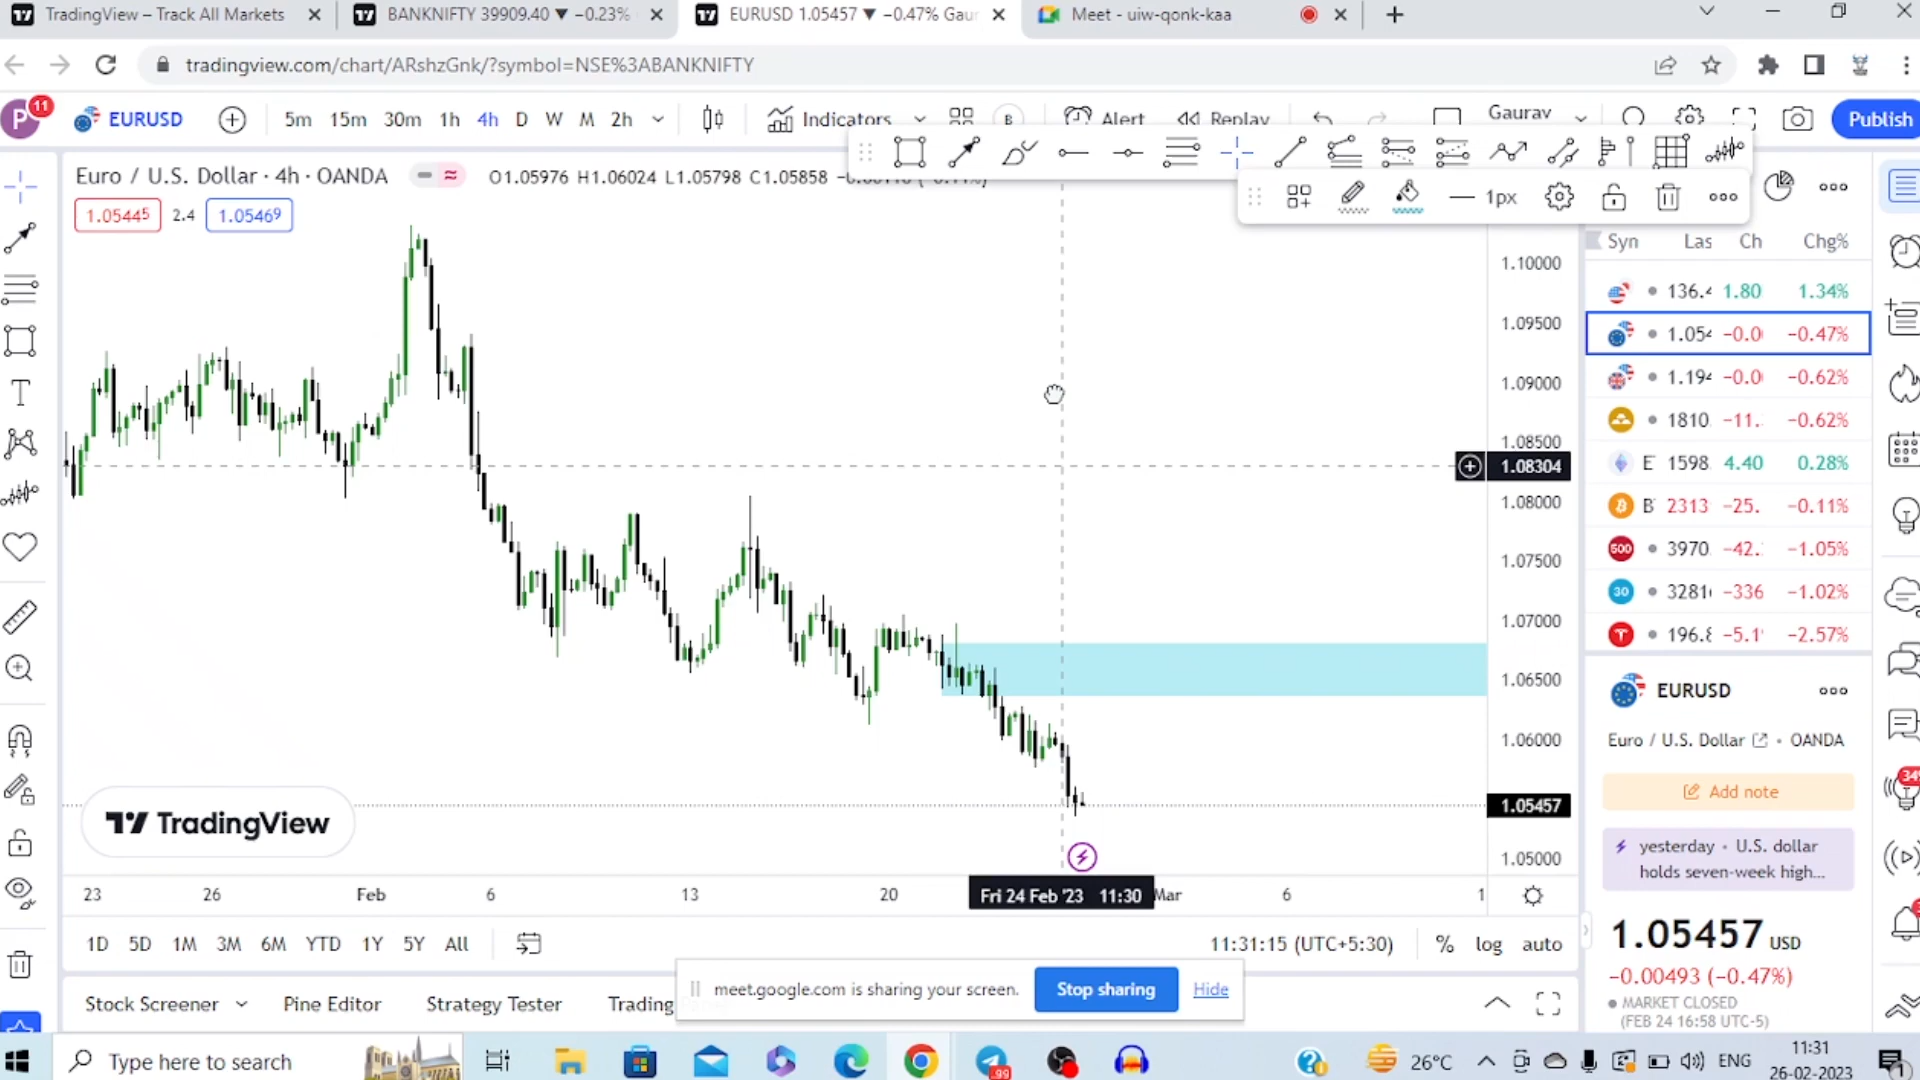 TradingView – Track All Markets
BANKNIFTY 39909.40 ▼ −0.23%
EURUSD 1.05457 ▼ −0.47% Gaur
Meet - uiw-qonk-kaa
tradingview.com/chart/ARshzGnk/?symbol=NSE%3ABANKNIFTY
P 11
EURUSD
5m 15m 30m 1h 4h D W M 2h
Indicators
B
Alert
Replay
Gaurav
Publish
Euro / U.S. Dollar · 4h · OANDA
O1.05976 H1.06024 L1.05798 C1.05858
1.05445 2.4 1.05469
1px
Syn Las Ch Chg%
136.4 1.80 1.34%
1.054 −0.0 −0.47%
1.194 −0.0 −0.62%
1810 −11. −0.62%
E 1598 4.40 0.28%
B 2313 −25. −0.11%
500 3970 −42. −1.05%
30 3281 −336 −1.02%
T 196.8 −5.1 −2.57%
1.10000
1.09500
1.09000
1.08500
1.08304
1.08000
1.07500
1.07000
1.06500
1.06000
1.05457
1.05000
TradingView
23 26 Feb 6 13 20 Fri 24 Feb '23 11:30 Mar 6 1
EURUSD
Euro / U.S. Dollar · OANDA
Add note
yesterday · U.S. dollar
holds seven-week high...
1.05457 USD
−0.00493 (−0.47%)
MARKET CLOSED
(FEB 24 16:58 UTC-5)
1D 5D 1M 3M 6M YTD 1Y 5Y All
11:31:15 (UTC+5:30)
% log auto
Stock Screener
Pine Editor
Strategy Tester
Trading
meet.google.com is sharing your screen.
Stop sharing
Hide
Type here to search
26°C
ENG
11:31
26-02-2023